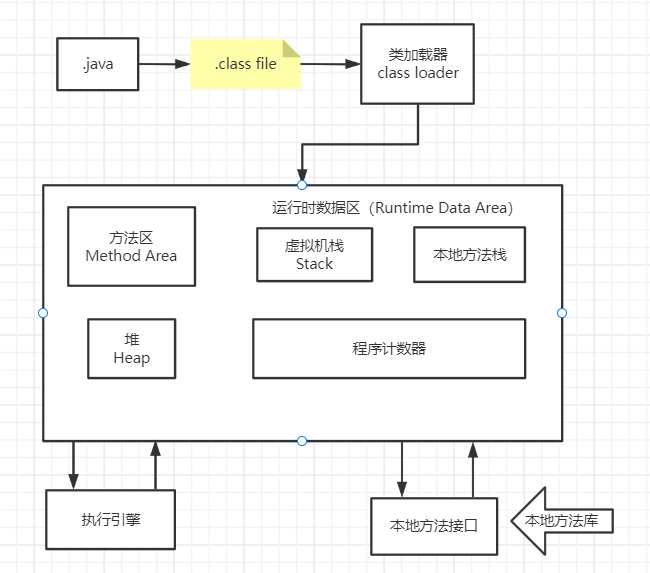 .java
.class file
类加载器
class loader
运行时数据区（Runtime Data Area）
方法区
Method Area
虚拟机栈
Stack
本地方法栈
堆
Heap
程序计数器
执行引擎
本地方法接口
本地方法库